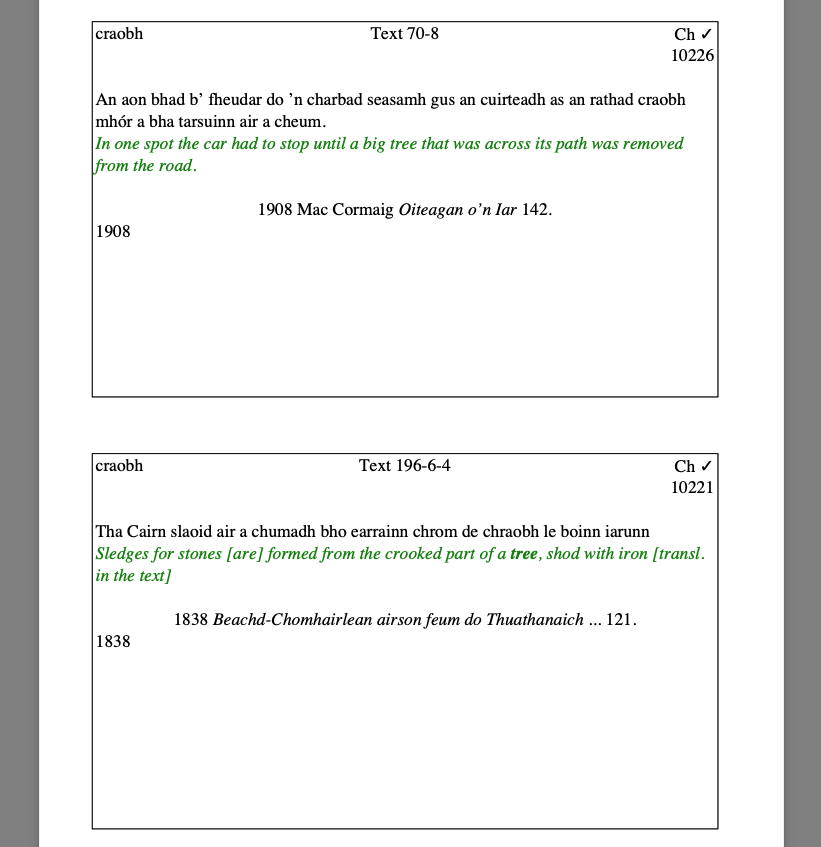 craobh Text 70-8 Ch ✓
10226
An aon bhad b’ fheudar do ’n charbad seasamh gus an cuirteadh as an rathad craobh
mhór a bha tarsuinn air a cheum.
In one spot the car had to stop until a big tree that was across its path was removed
from the road.
1908 Mac Cormaig Oiteagan o’n Iar 142.
1908
craobh Text 196-6-4 Ch ✓
10221
Tha Cairn slaoid air a chumadh bho earrainn chrom de chraobh le boinn iarunn
Sledges for stones [are] formed from the crooked part of a tree, shod with iron [transl.
in the text]
1838 Beachd-Chomhairlean airson feum do Thuathanaich ... 121.
1838